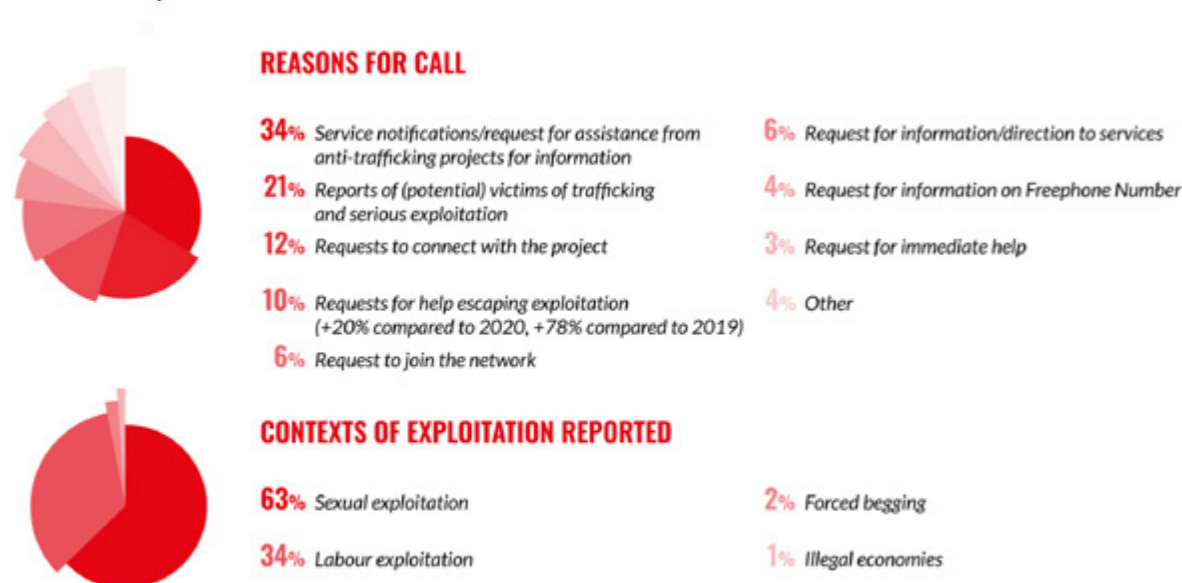 REASONS FOR CALL
34% Service notifications/request for assistance from
anti-trafficking projects for information
21% Reports of (potential) victims of trafficking
and serious exploitation
12% Requests to connect with the project
10% Requests for help escaping exploitation
(+20% compared to 2020, +78% compared to 2019)
6% Request to join the network
6% Request for information/direction to services
4% Request for information on Freephone Number
3% Request for immediate help
4% Other
CONTEXTS OF EXPLOITATION REPORTED
63% Sexual exploitation
34% Labour exploitation
2% Forced begging
1% Illegal economies